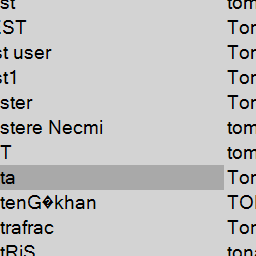 st tom
EST Tor
st user Tor
st1 Tor
ster Tor
stere Necmi tom
T tom
ta Tor
tenG�khan TO
trafrac Tor
tRiS tona